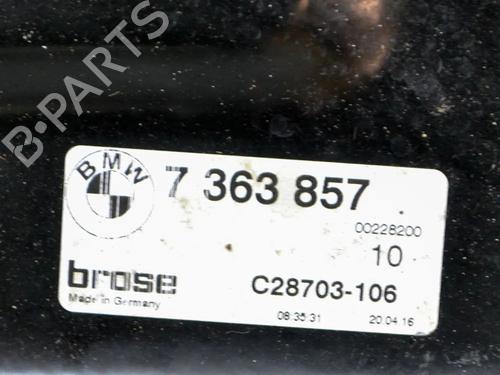 B-PARTS
BMW
7 363 857
00228200
10
brose
Made in Germany
C28703-106
08:35:31
20.04.16